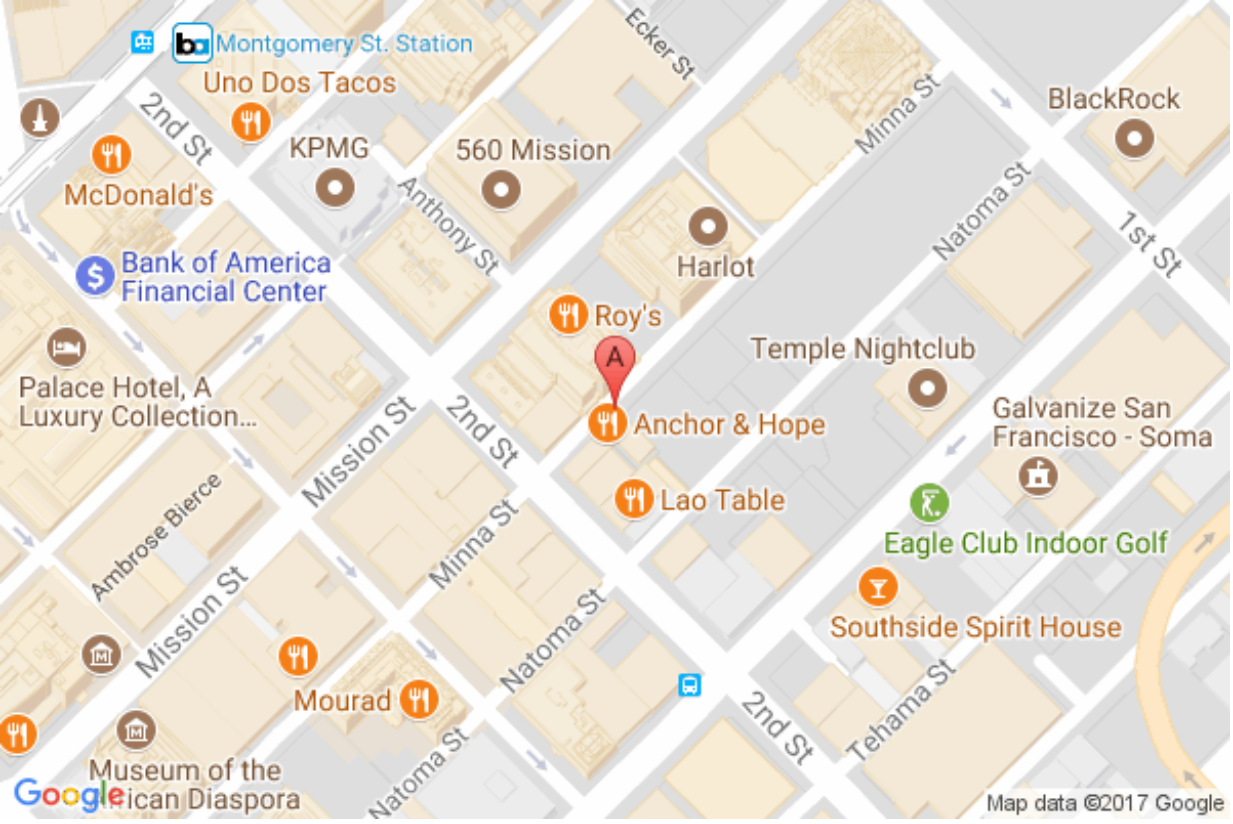 Ecker St
ba Montgomery St. Station
Uno Dos Tacos
2nd St
McDonald's
KPMG
560 Mission
Anthony St
Minna St
BlackRock
Natoma St
1st St
Harlot
Bank of America
Financial Center
Roy's
A
Temple Nightclub
Palace Hotel, A
Luxury Collection...
Mission St
2nd St
Anchor & Hope
Galvanize San
Francisco - Soma
Lao Table
Ambrose Bierce
Minna St
Eagle Club Indoor Golf
Mission St
Natoma St
Southside Spirit House
Mourad
2nd St
Tehama St
Natoma St
Museum of the
rican Diaspora
Google
Map data ©2017 Google